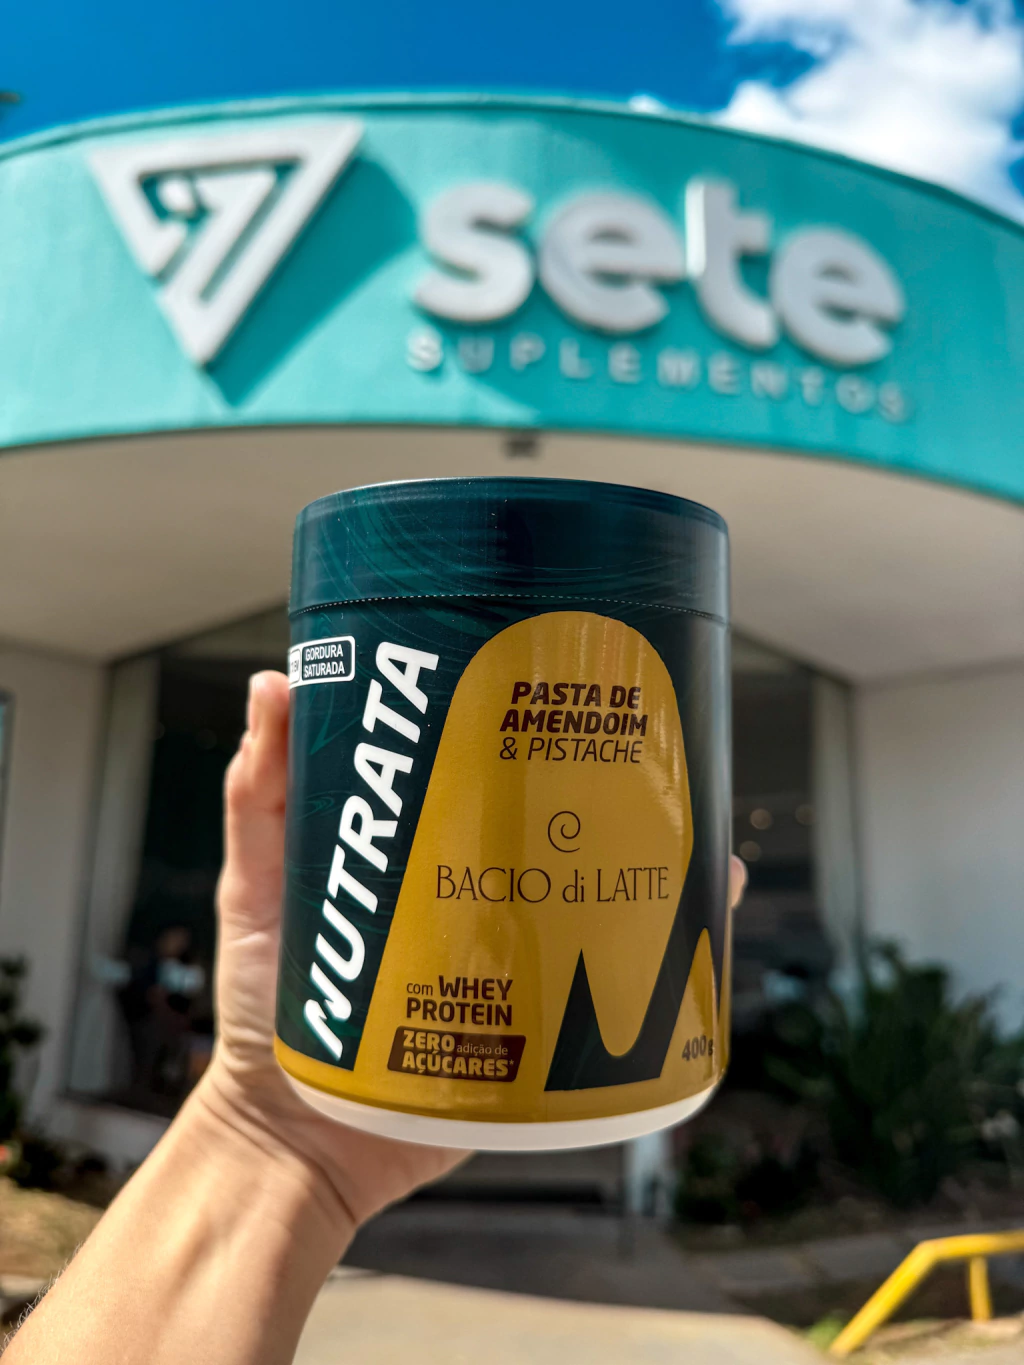 sete
SUPLEMENTOS
GORDURA
SATURADA
NUTRATA
PASTA DE
AMENDOIM
& PISTACHE
BACIO di LATTE
com WHEY
PROTEIN
ZERO adição de
AÇÚCARES*
400g